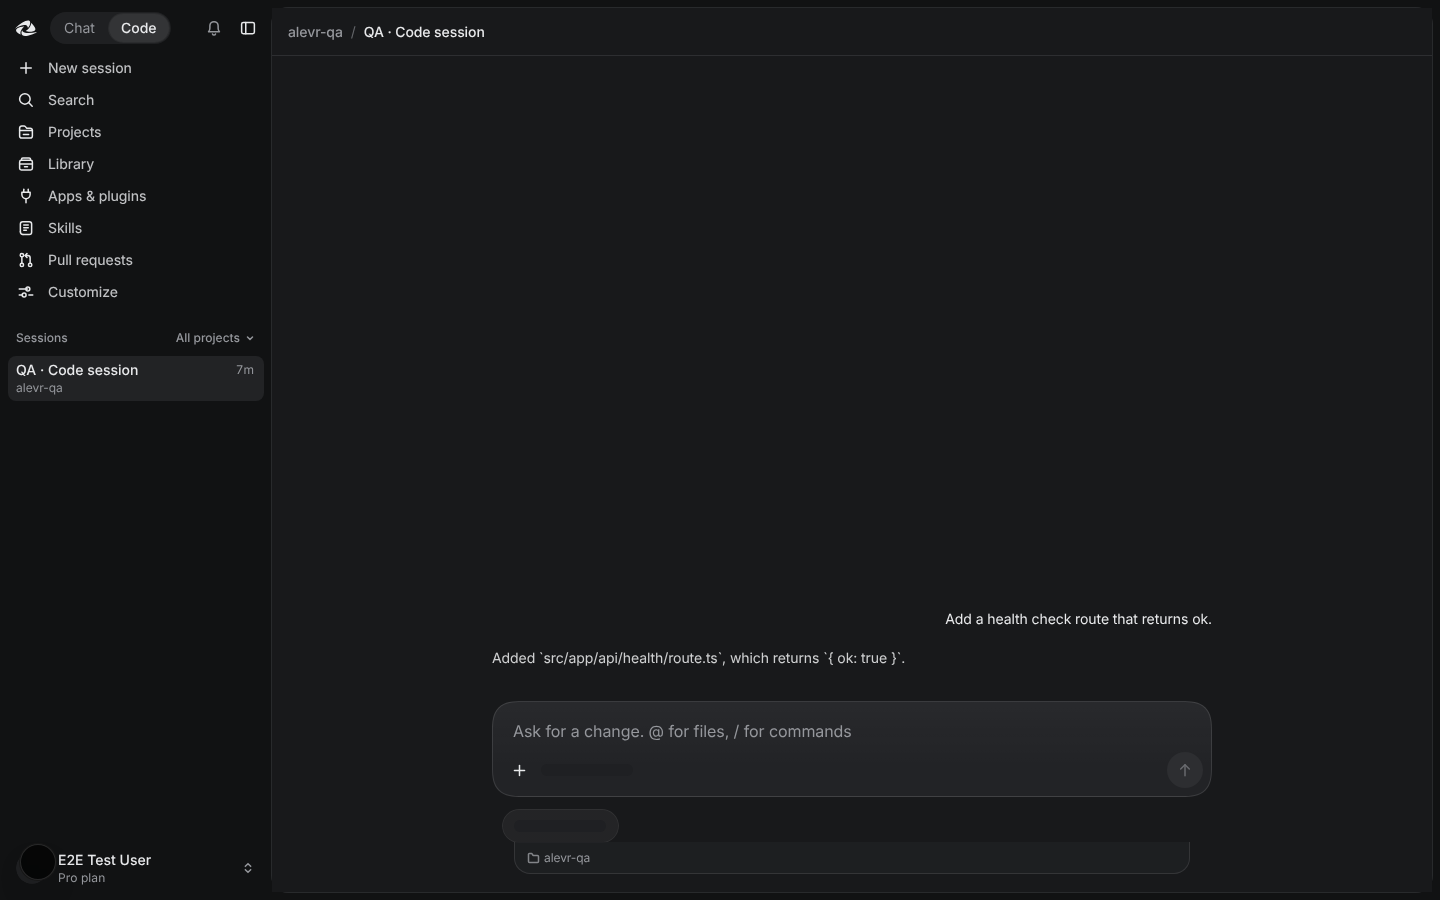 Chat
Code
alevr-qa / QA · Code session
New session
Search
Projects
Library
Apps & plugins
Skills
Pull requests
Customize
Sessions
All projects
QA · Code session
7m
alevr-qa
Add a health check route that returns ok.
Added `src/app/api/health/route.ts`, which returns `{ ok: true }`.
Ask for a change. @ for files, / for commands
alevr-qa
E2E Test User
Pro plan